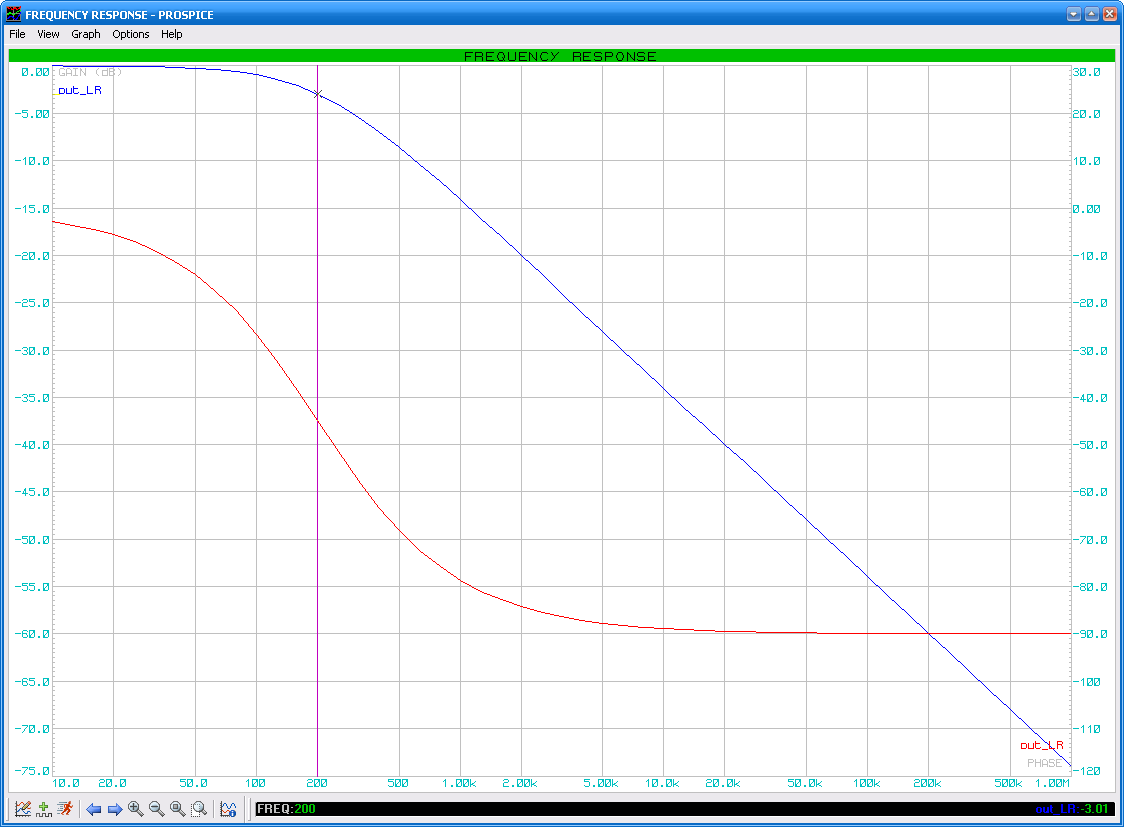 FREQUENCY RESPONSE - PROSPICE
File View Graph Options Help
FREQUENCY RESPONSE
0.00 GAIN (dB) 30.0
out_LR
-5.00 20.0
-10.0 10.0
-15.0 0.00
-20.0 -10.0
-25.0 -20.0
-30.0 -30.0
-35.0 -40.0
-40.0 -50.0
-45.0 -60.0
-50.0 -70.0
-55.0 -80.0
-60.0 -90.0
-65.0 -100
-70.0 -110
out_LR
PHASE
-75.0 -120
10.0 20.0 50.0 100 200 500 1.00k 2.00k 5.00k 10.0k 20.0k 50.0k 100k 200k 500k 1.00M
FREQ:200 out_LR:-3.01